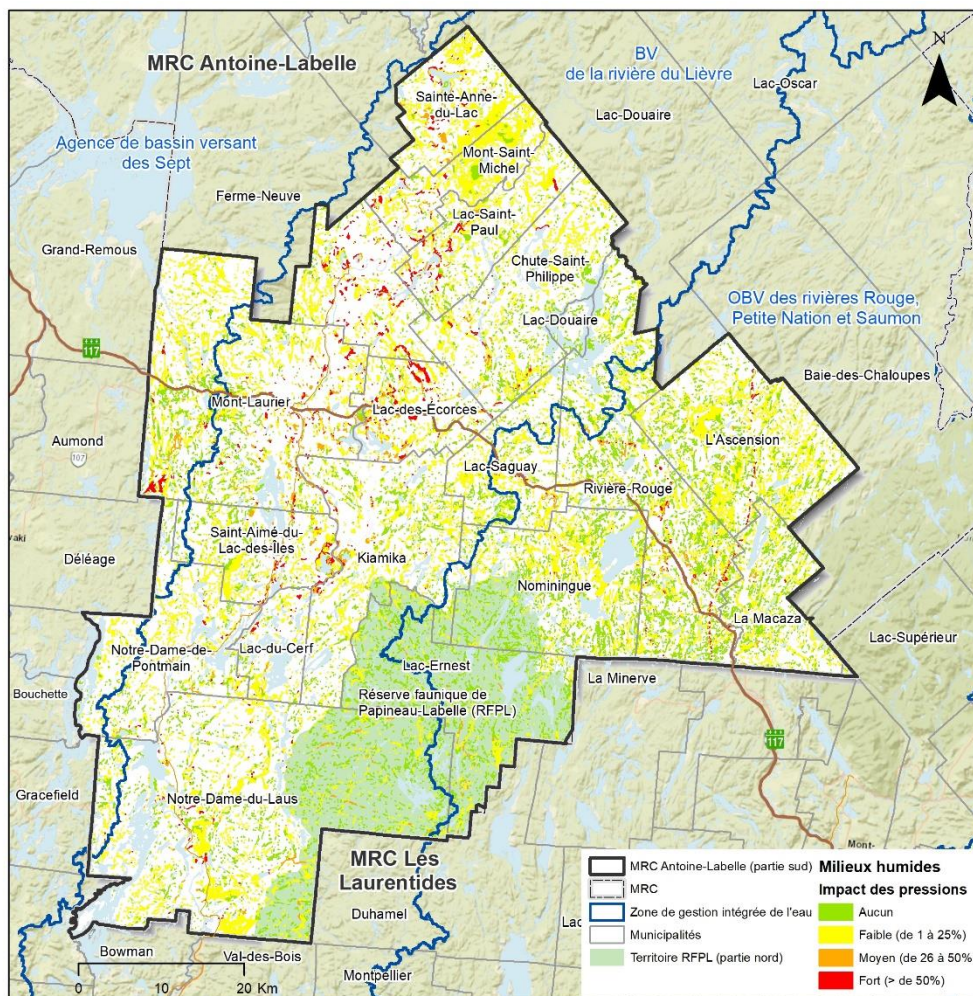 MRC Antoine-Labelle
BV
de la rivière du Lièvre
Lac-Oscar
N
Sainte-Anne-
du-Lac
Lac-Douaire
Agence de bassin versant
des Sept
Mont-Saint-
Michel
Ferme-Neuve
Lac-Saint-
Paul
Grand-Remous
Chute-Saint-
Philippe
OBV des rivières Rouge,
Petite Nation et Saumon
Lac-Douaire
117
Baie-des-Chaloupes
Mont-Laurier
Lac-des-Écorces
Aumond
107
L'Ascension
Lac-Saguay
Rivière-Rouge
Saint-Aimé-du-
Lac-des-Îles
Kiamika
Déléage
Nominingue
La Macaza
Notre-Dame-de-
Pontmain
Lac-du-Cerf
Lac-Ernest
Lac-Supérieur
Bouchette
La Minerve
Réserve faunique de
Papineau-Labelle (RFPL)
117
Gracefield
Notre-Dame-du-Laus
Mont-
MRC Les
Laurentides
Duhamel
Bowman
Val-des-Bois
Montpellier
0 10 20 Km
MRC Antoine-Labelle (partie sud)
MRC
Zone de gestion intégrée de l'eau
Municipalités
Territoire RFPL (partie nord)
Milieux humides
Impact des pressions
Aucun
Faible (de 1 à 25%)
Moyen (de 26 à 50%
Fort (> de 50%)